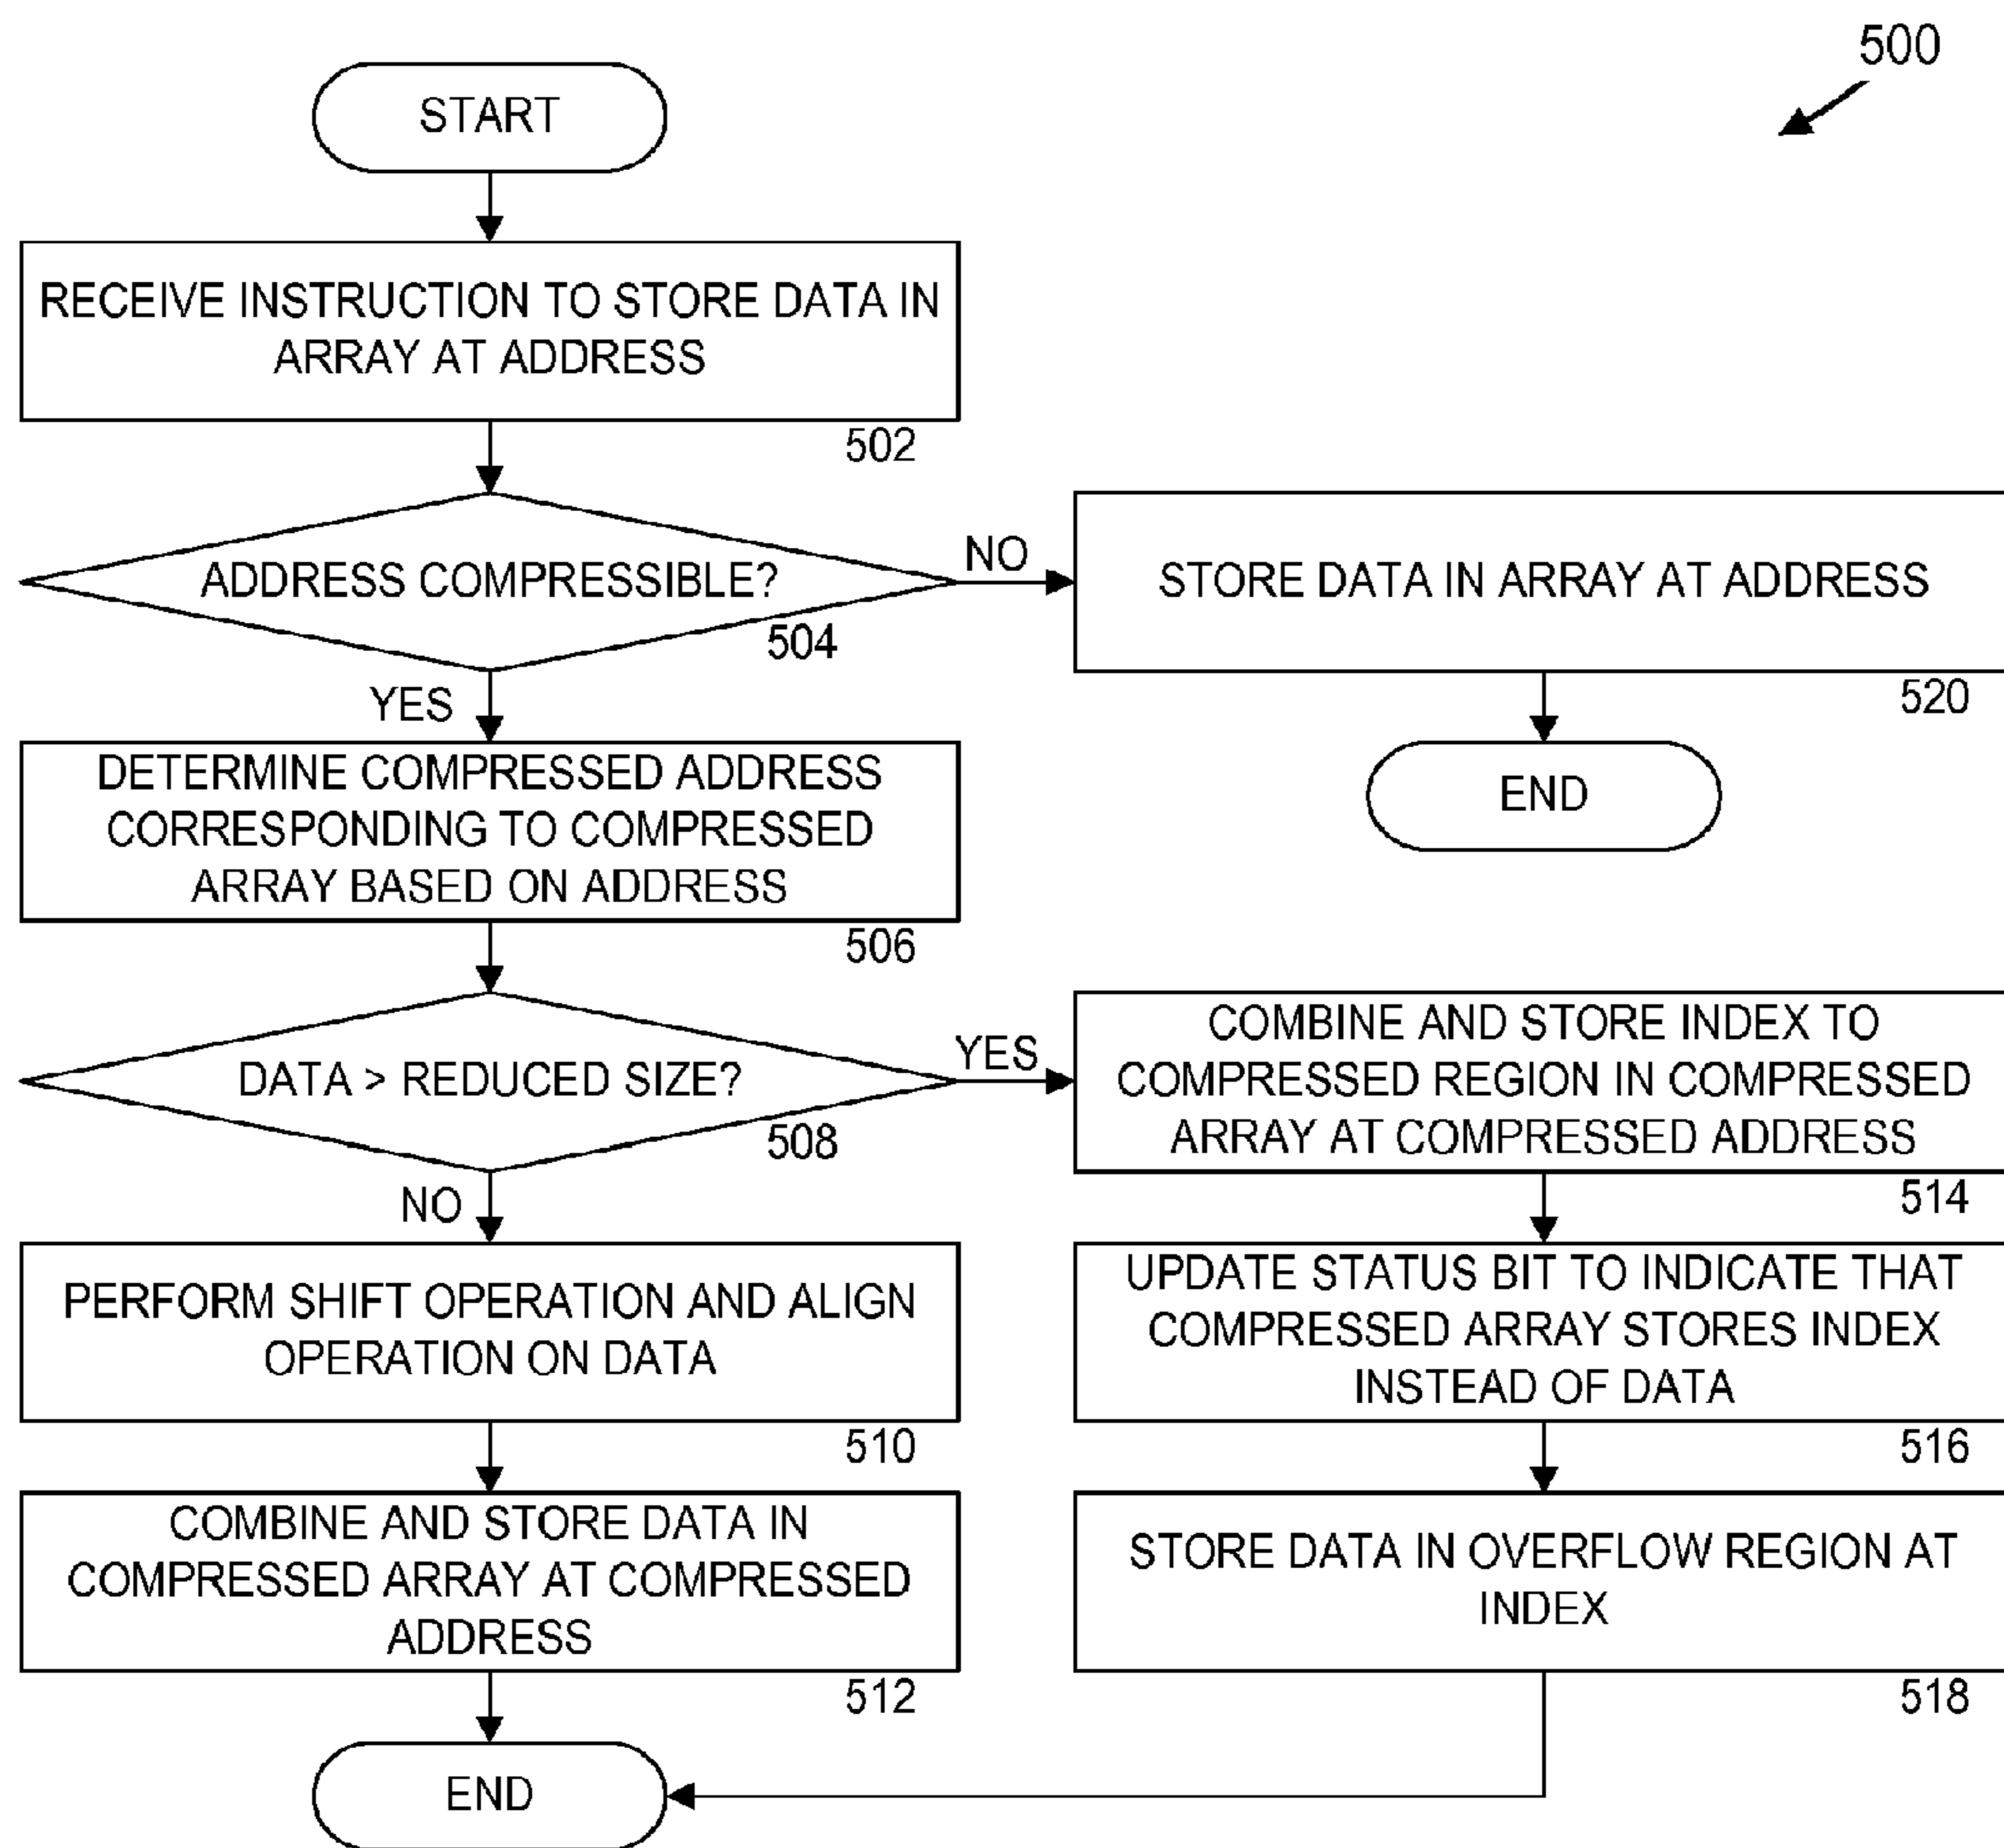 500
START
RECEIVE INSTRUCTION TO STORE DATA IN
ARRAY AT ADDRESS
502
ADDRESS COMPRESSIBLE?
504
NO
STORE DATA IN ARRAY AT ADDRESS
520
END
YES
DETERMINE COMPRESSED ADDRESS
CORRESPONDING TO COMPRESSED
ARRAY BASED ON ADDRESS
506
DATA > REDUCED SIZE?
508
YES
COMBINE AND STORE INDEX TO
COMPRESSED REGION IN COMPRESSED
ARRAY AT COMPRESSED ADDRESS
514
UPDATE STATUS BIT TO INDICATE THAT
COMPRESSED ARRAY STORES INDEX
INSTEAD OF DATA
516
STORE DATA IN OVERFLOW REGION AT
INDEX
518
NO
PERFORM SHIFT OPERATION AND ALIGN
OPERATION ON DATA
510
COMBINE AND STORE DATA IN
COMPRESSED ARRAY AT COMPRESSED
ADDRESS
512
END